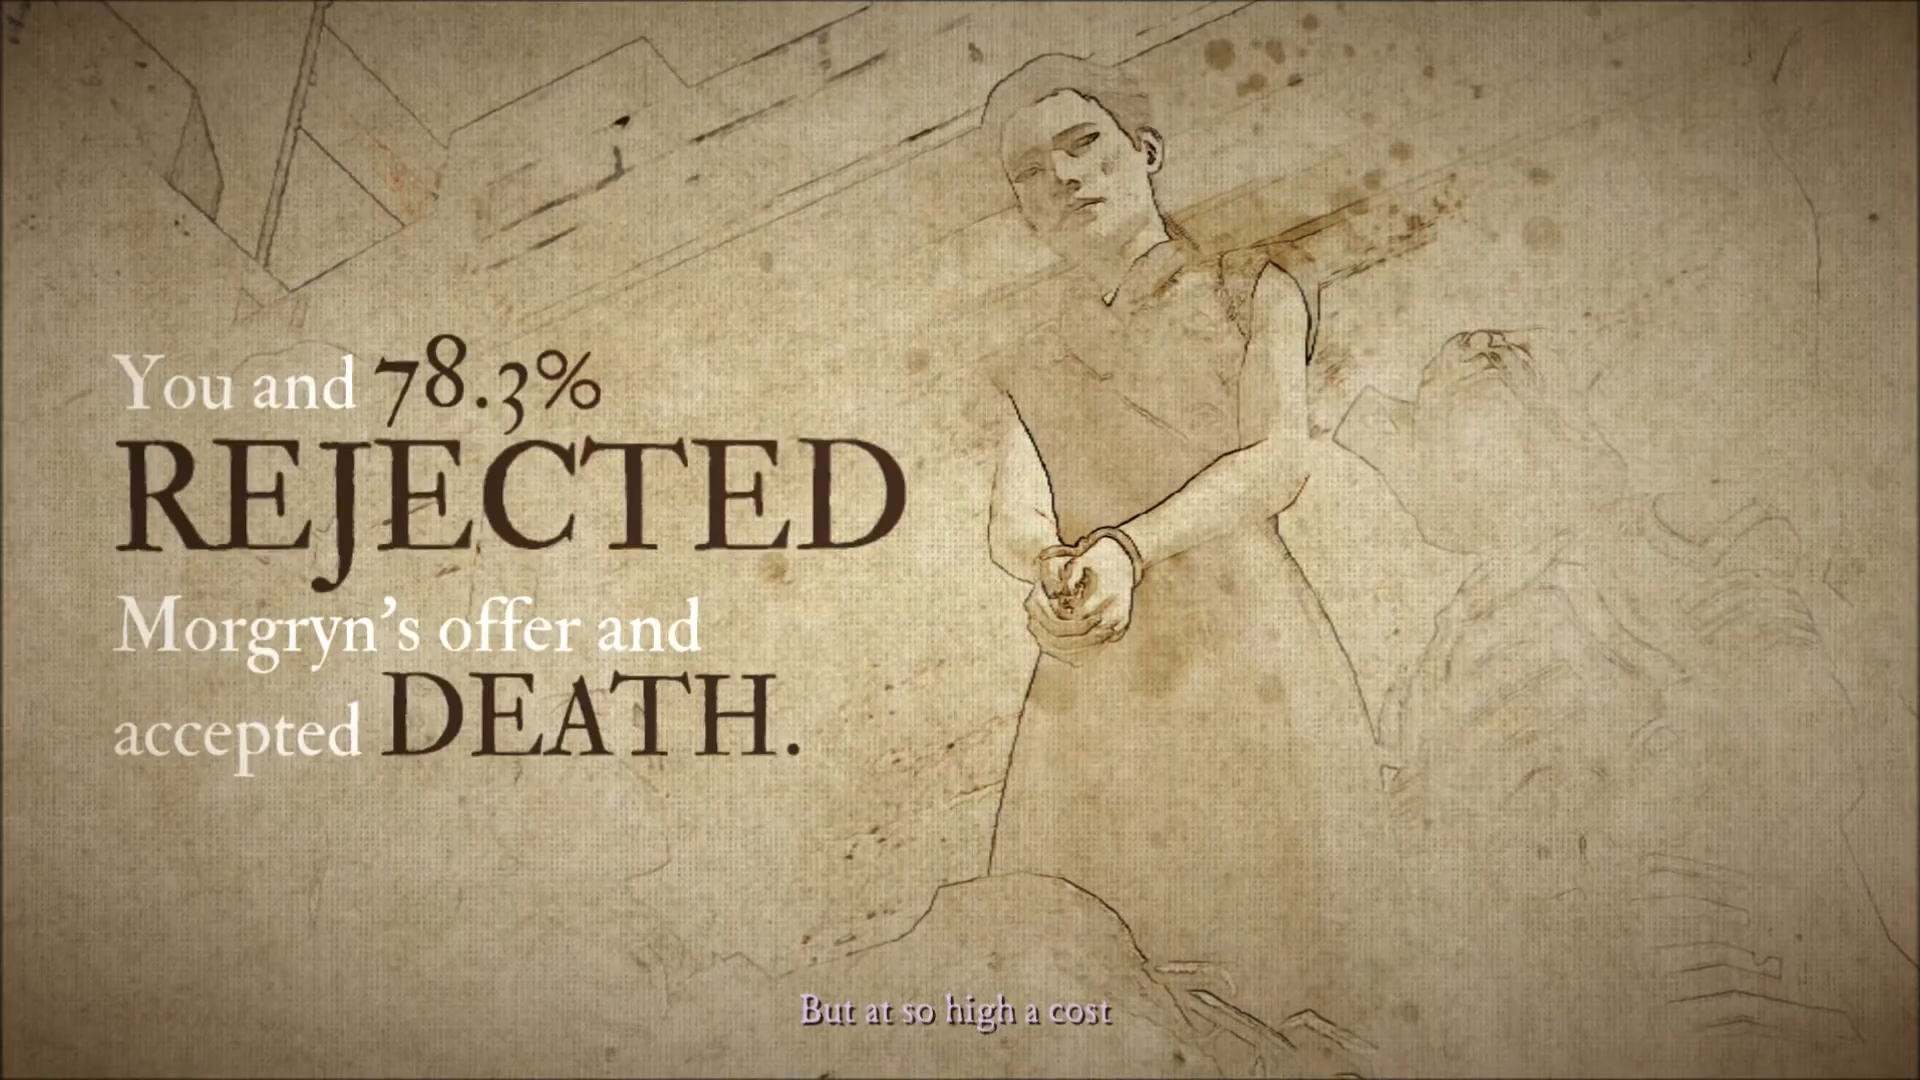 You and 78.3%
REJECTED
Morgryn's offer and
accepted DEATH.
But at so high a cost